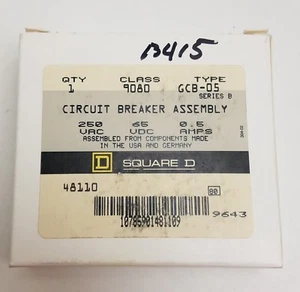 B415
QTY CLASS TYPE
1 9080 GCB-05
SERIES B
CIRCUIT BREAKER ASSEMBLY
250 65 0.5
VAC VDC AMPS
ASSEMBLED FROM COMPONENTS MADE
IN THE USA AND GERMANY
D SQUARE D
48110
80
10785901481109
9643